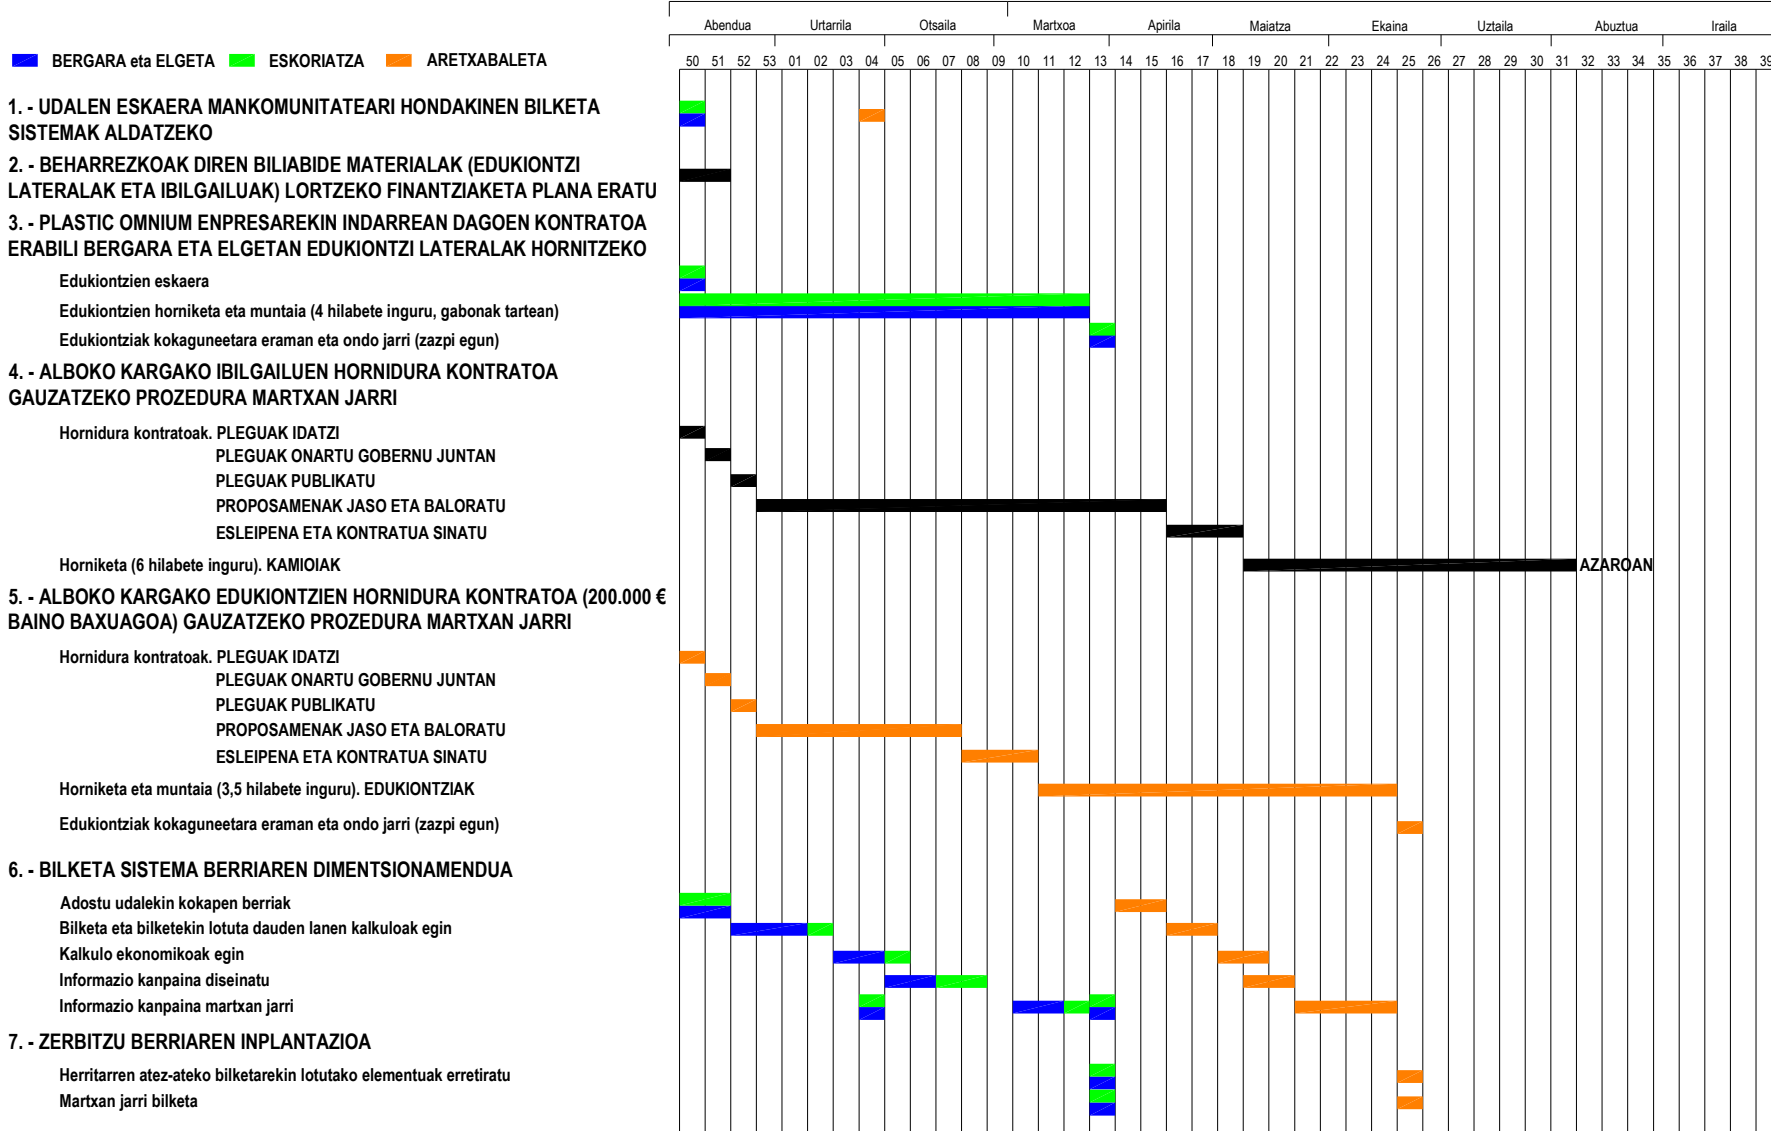 Abendua Urtarrila Otsaila Martxoa Apirila Maiatza Ekaina Uztaila Abuztua Iraila
BERGARA eta ELGETA ESKORIATZA ARETXABALETA
50 51 52 53 01 02 03 04 05 06 07 08 09 10 11 12 13 14 15 16 17 18 19 20 21 22 23 24 25 26 27 28 29 30 31 32 33 34 35 36 37 38 39
1. - UDALEN ESKAERA MANKOMUNITATEARI HONDAKINEN BILKETA
SISTEMAK ALDATZEKO
2. - BEHARREZKOAK DIREN BILIABIDE MATERIALAK (EDUKIONTZI
LATERALAK ETA IBILGAILUAK) LORTZEKO FINANTZIAKETA PLANA ERATU
3. - PLASTIC OMNIUM ENPRESAREKIN INDARREAN DAGOEN KONTRATOA
ERABILI BERGARA ETA ELGETAN EDUKIONTZI LATERALAK HORNITZEKO
Edukiontzien eskaera
Edukiontzien horniketa eta muntaia (4 hilabete inguru, gabonak tartean)
Edukiontziak kokaguneetara eraman eta ondo jarri (zazpi egun)
4. - ALBOKO KARGAKO IBILGAILUEN HORNIDURA KONTRATOA
GAUZATZEKO PROZEDURA MARTXAN JARRI
Hornidura kontratoak. PLEGUAK IDATZI
PLEGUAK ONARTU GOBERNU JUNTAN
PLEGUAK PUBLIKATU
PROPOSAMENAK JASO ETA BALORATU
ESLEIPENA ETA KONTRATUA SINATU
Horniketa (6 hilabete inguru). KAMIOIAK AZAROAN
5. - ALBOKO KARGAKO EDUKIONTZIEN HORNIDURA KONTRATOA (200.000 €
BAINO BAXUAGOA) GAUZATZEKO PROZEDURA MARTXAN JARRI
Hornidura kontratoak. PLEGUAK IDATZI
PLEGUAK ONARTU GOBERNU JUNTAN
PLEGUAK PUBLIKATU
PROPOSAMENAK JASO ETA BALORATU
ESLEIPENA ETA KONTRATUA SINATU
Horniketa eta muntaia (3,5 hilabete inguru). EDUKIONTZIAK
Edukiontziak kokaguneetara eraman eta ondo jarri (zazpi egun)
6. - BILKETA SISTEMA BERRIAREN DIMENTSIONAMENDUA
Adostu udalekin kokapen berriak
Bilketa eta bilketekin lotuta dauden lanen kalkuloak egin
Kalkulo ekonomikoak egin
Informazio kanpaina diseinatu
Informazio kanpaina martxan jarri
7. - ZERBITZU BERRIAREN INPLANTAZIOA
Herritarren atez-ateko bilketarekin lotutako elementuak erretiratu
Martxan jarri bilketa